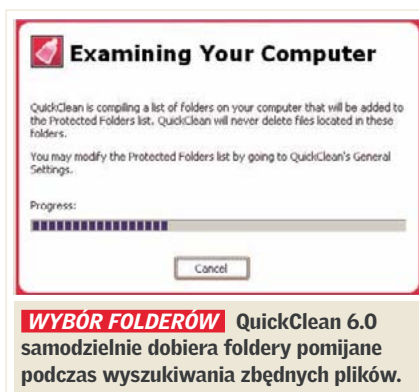 Examining Your Computer
QuickClean is compiling a list of folders on your computer that will be added to
the Protected Folders list. QuickClean will never delete files located in these
folders.
You may modify the Protected Folders list by going to QuickClean's General
Settings.
Progress:
Cancel
WYBÓR FOLDERÓW QuickClean 6.0
samodzielnie dobiera foldery pomijane
podczas wyszukiwania zbędnych plików.